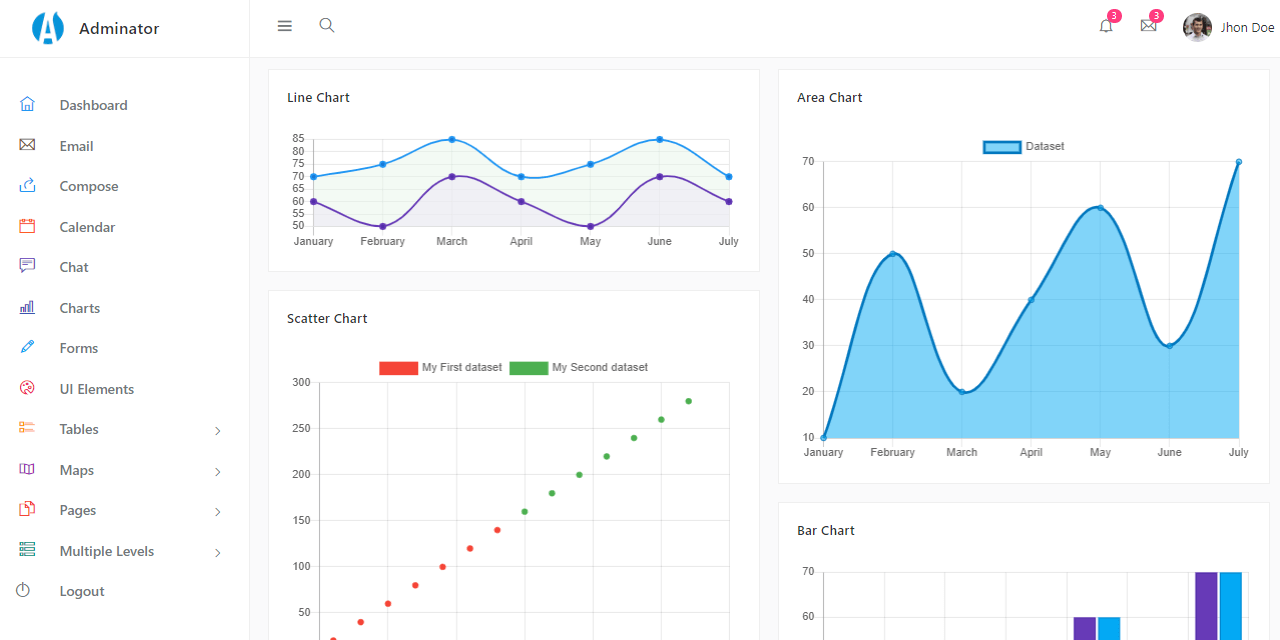 Adminator
3
3
Jhon Doe
Dashboard
Email
Compose
Calendar
Chat
Charts
Forms
UI Elements
Tables
Maps
Pages
Multiple Levels
Logout
Line Chart
85
80
75
70
65
60
55
50
January February March April May June July
Scatter Chart
My First dataset My Second dataset
300
250
200
150
100
50
Area Chart
Dataset
70
60
50
40
30
20
10
January February March April May June July
Bar Chart
70
60